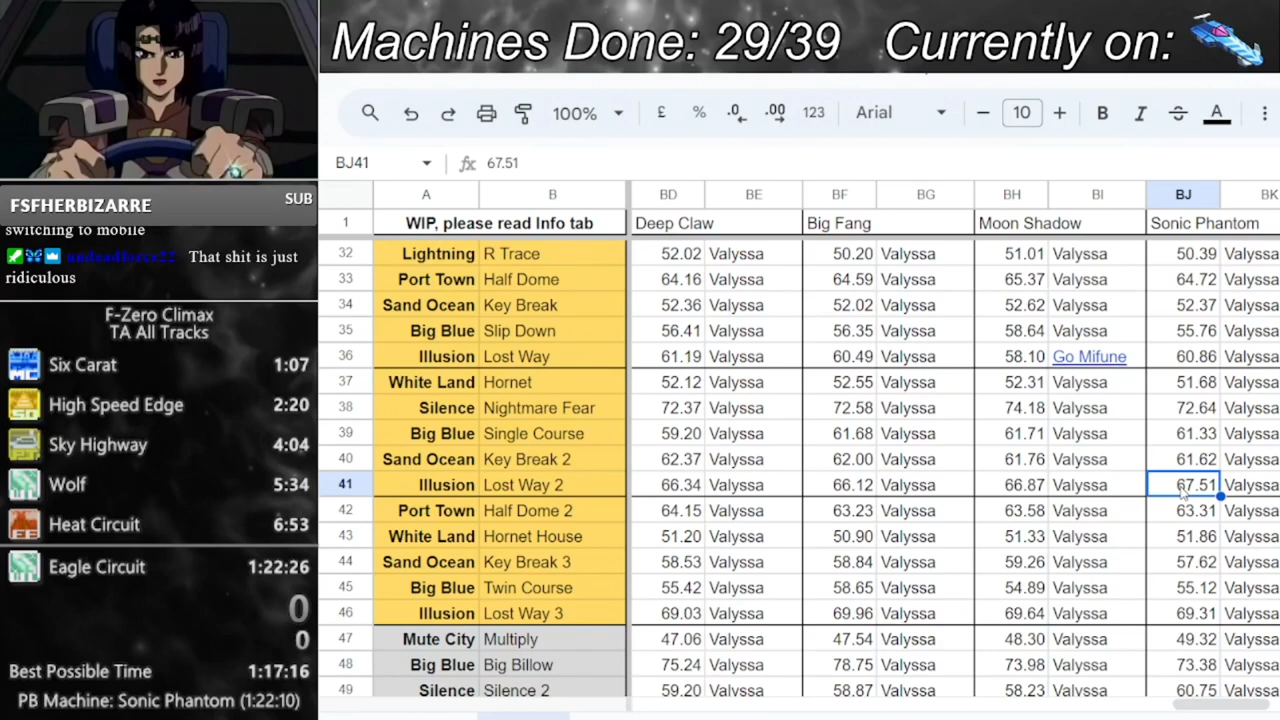 Machines Done: 29/39 Currently on:
100% £ % .0 .00 123 Arial 10 B I S A
BJ41 fx 67.51
A B BD BE BF BG BH BI BJ BK
1 WIP, please read Info tab Deep Claw Big Fang Moon Shadow Sonic Phantom
32 Lightning R Trace 52.02 Valyssa 50.20 Valyssa 51.01 Valyssa 50.39 Valyssa
33 Port Town Half Dome 64.16 Valyssa 64.59 Valyssa 65.37 Valyssa 64.72 Valyssa
34 Sand Ocean Key Break 52.36 Valyssa 52.02 Valyssa 52.62 Valyssa 52.37 Valyssa
35 Big Blue Slip Down 56.41 Valyssa 56.35 Valyssa 58.64 Valyssa 55.76 Valyssa
36 Illusion Lost Way 61.19 Valyssa 60.49 Valyssa 58.10 Go Mifune 60.86 Valyssa
37 White Land Hornet 52.12 Valyssa 52.55 Valyssa 52.31 Valyssa 51.68 Valyssa
38 Silence Nightmare Fear 72.37 Valyssa 72.58 Valyssa 74.18 Valyssa 72.64 Valyssa
39 Big Blue Single Course 59.20 Valyssa 61.68 Valyssa 61.71 Valyssa 61.33 Valyssa
40 Sand Ocean Key Break 2 62.37 Valyssa 62.00 Valyssa 61.76 Valyssa 61.62 Valyssa
41 Illusion Lost Way 2 66.34 Valyssa 66.12 Valyssa 66.87 Valyssa 67.51 Valyssa
42 Port Town Half Dome 2 64.15 Valyssa 63.23 Valyssa 63.58 Valyssa 63.31 Valyssa
43 White Land Hornet House 51.20 Valyssa 50.90 Valyssa 51.33 Valyssa 51.86 Valyssa
44 Sand Ocean Key Break 3 58.53 Valyssa 58.84 Valyssa 59.26 Valyssa 57.62 Valyssa
45 Big Blue Twin Course 55.42 Valyssa 58.65 Valyssa 54.89 Valyssa 55.12 Valyssa
46 Illusion Lost Way 3 69.03 Valyssa 69.96 Valyssa 69.64 Valyssa 69.31 Valyssa
47 Mute City Multiply 47.06 Valyssa 47.54 Valyssa 48.30 Valyssa 49.32 Valyssa
48 Big Blue Big Billow 75.24 Valyssa 78.75 Valyssa 73.98 Valyssa 73.38 Valyssa
49 Silence Silence 2 59.20 Valyssa 58.87 Valyssa 58.23 Valyssa 60.75 Valyssa
FSFHERBIZARRE SUB
switching to mobile
undeadforce22 That shit is just
ridiculous
F-Zero Climax
TA All Tracks
Six Carat 1:07
High Speed Edge 2:20
Sky Highway 4:04
Wolf 5:34
Heat Circuit 6:53
Eagle Circuit 1:22:26
0
0
Best Possible Time 1:17:16
PB Machine: Sonic Phantom (1:22:10)